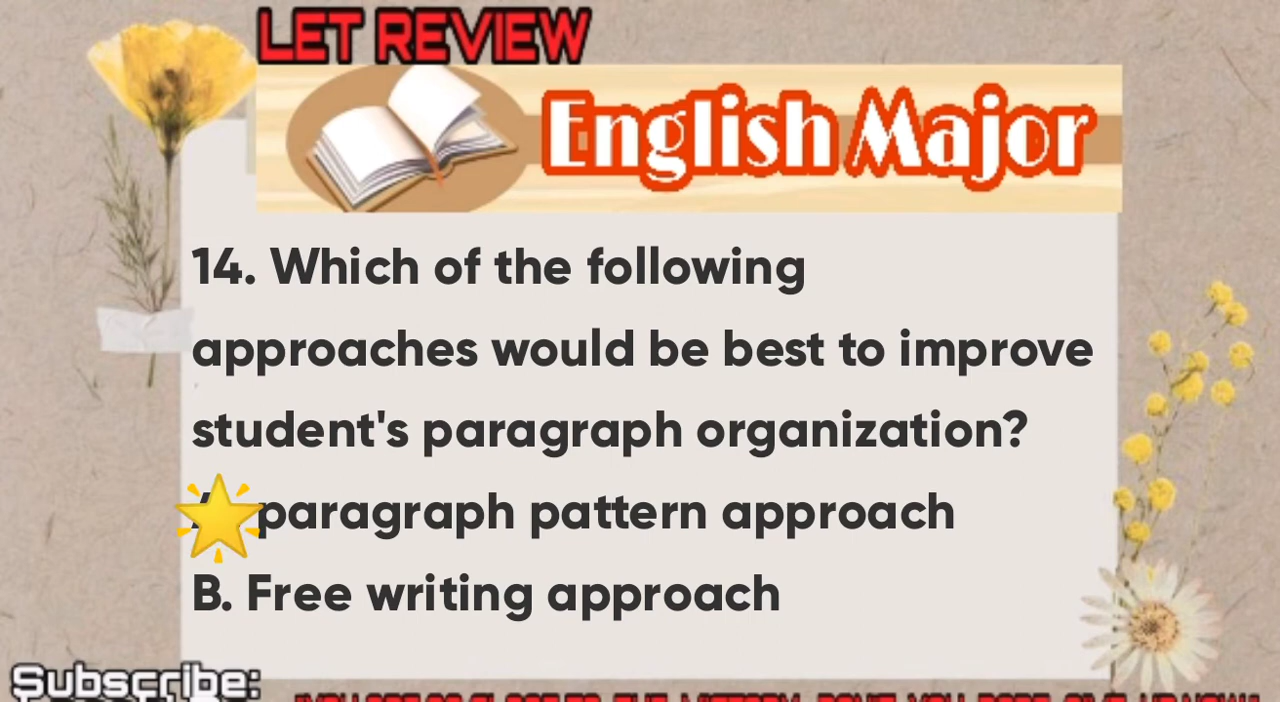 LET REVIEW
English Major
14. Which of the following
approaches would be best to improve
student's paragraph organization?
paragraph pattern approach
B. Free writing approach
Subscribe: